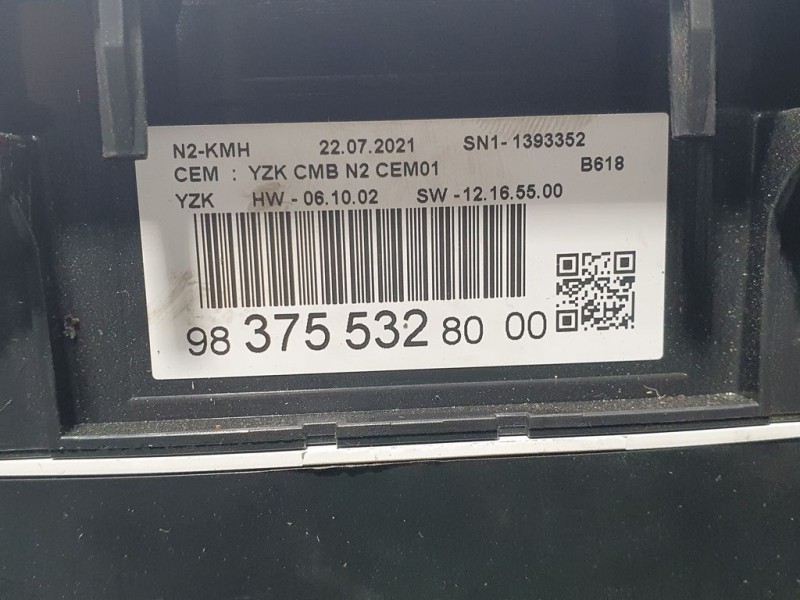 N2-KMH 22.07.2021 SN1- 1393352
CEM : YZK CMB N2 CEM01 B618
YZK HW - 06.10.02 SW -12.16.55.00
98 375 532 80 00